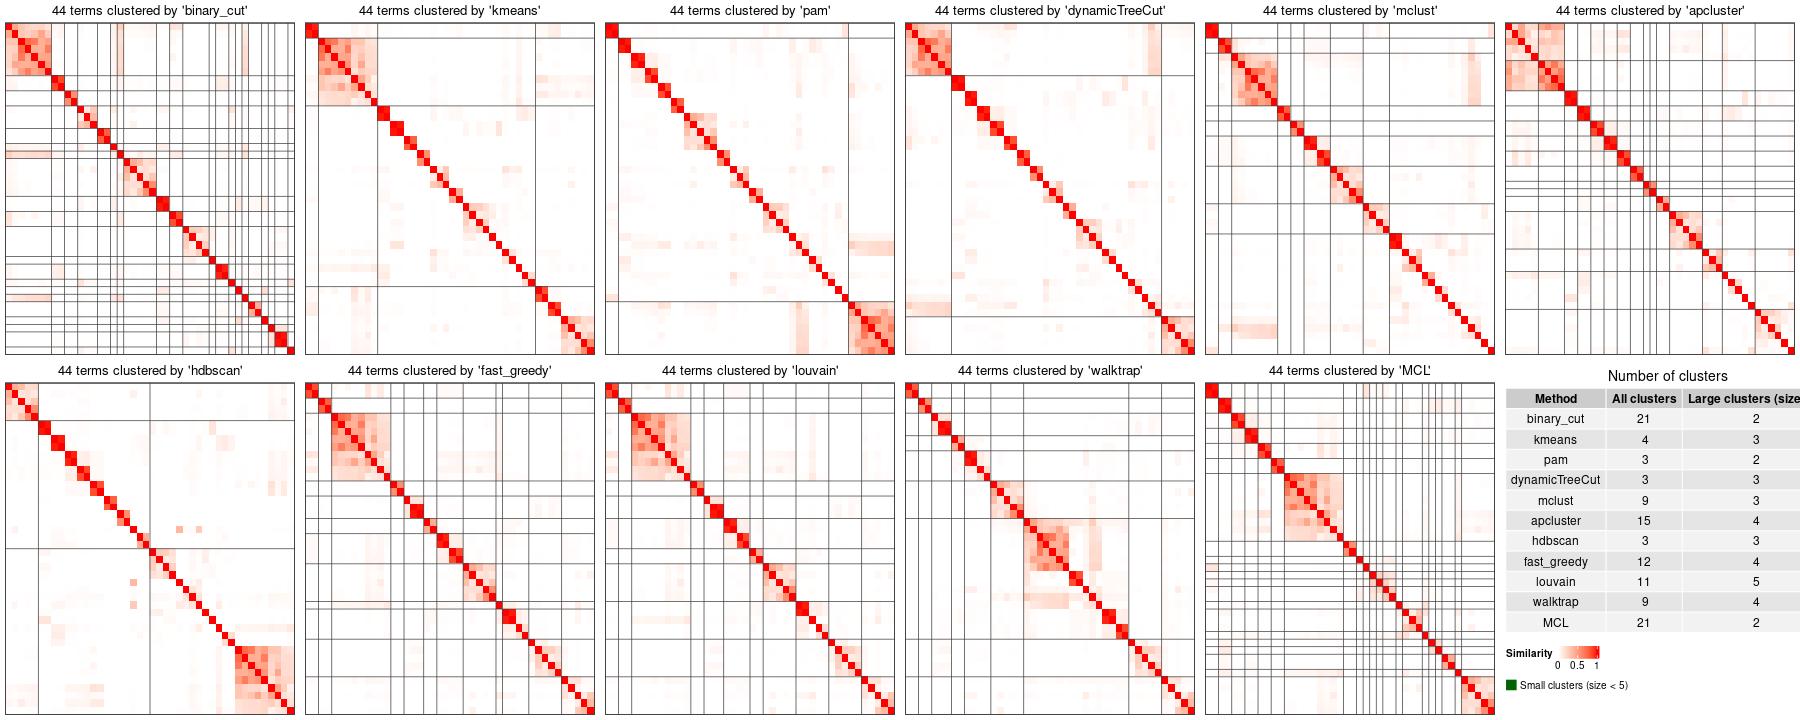 44 terms clustered by 'binary_cut'
44 terms clustered by 'kmeans'
44 terms clustered by 'pam'
44 terms clustered by 'dynamicTreeCut'
44 terms clustered by 'mclust'
44 terms clustered by 'apcluster'
44 terms clustered by 'hdbscan'
44 terms clustered by 'fast_greedy'
44 terms clustered by 'louvain'
44 terms clustered by 'walktrap'
44 terms clustered by 'MCL'
Number of clusters
Method All clusters Large clusters (size
binary_cut 21 2
kmeans 4 3
pam 3 2
dynamicTreeCut 3 3
mclust 9 3
apcluster 15 4
hdbscan 3 3
fast_greedy 12 4
louvain 11 5
walktrap 9 4
MCL 21 2
Similarity
0 0.5 1
Small clusters (size < 5)